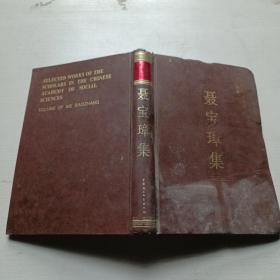 SELECTED WORKS OF THE
SCHOLARS IN THE CHINESE
ACADEMY OF SOCIAL
SCIENCES
VOLUME OF NIE BAOZHANG
聂宝璋集
聂宝璋集